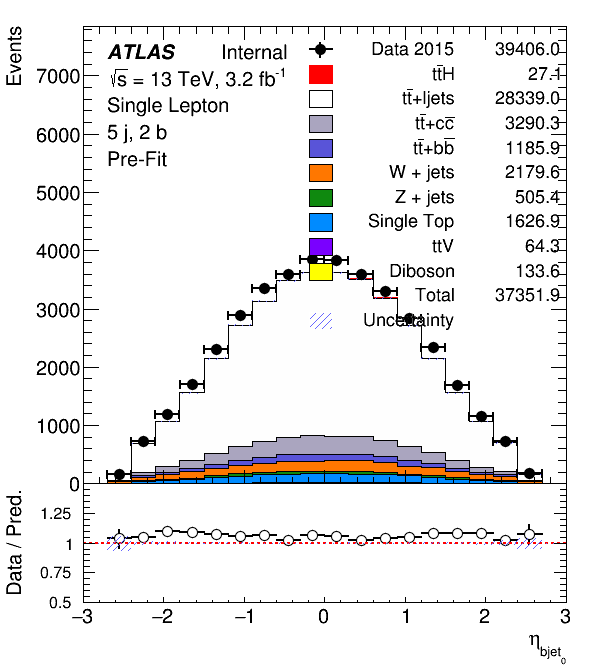 Events
ATLAS Internal
√s = 13 TeV, 3.2 fb⁻¹
Single Lepton
5 j, 2 b
Pre-Fit
Data 2015 39406.0
tt̄H 27.1
tt̄+ljets 28339.0
tt̄+cc̄ 3290.3
tt̄+bb̄ 1185.9
W + jets 2179.6
Z + jets 505.4
Single Top 1626.9
ttV 64.3
Diboson 133.6
Total 37351.9
Uncertainty
7000
6000
5000
4000
3000
2000
1000
0
Data / Pred.
1.25
1
0.75
0.5
−3 −2 −1 0 1 2 3
η_bjet_0